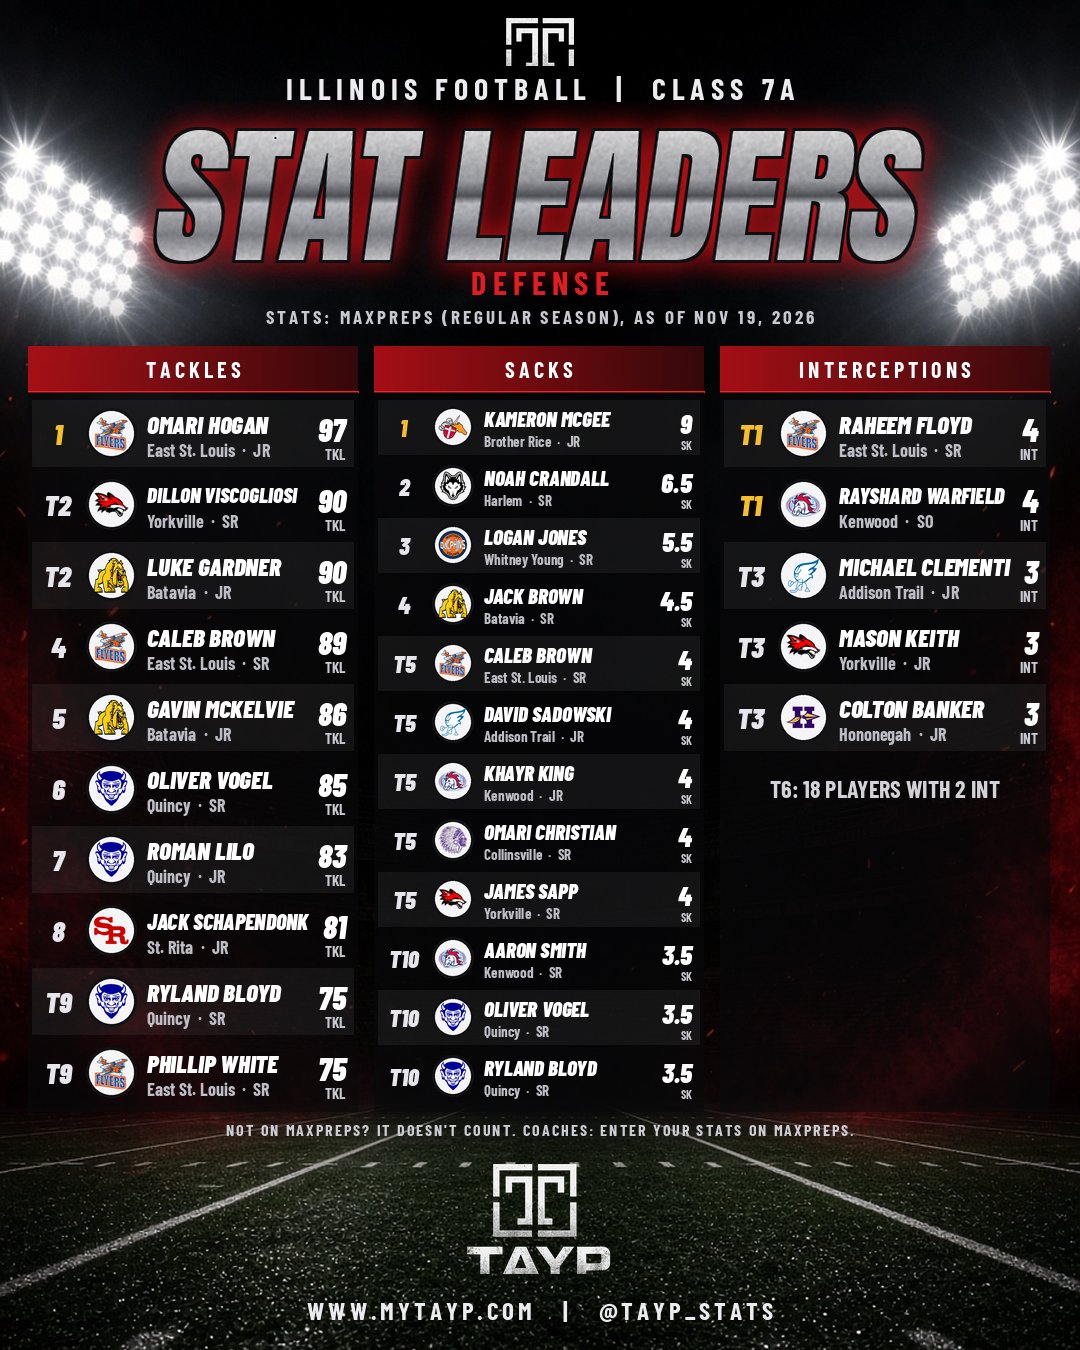 ILLINOIS FOOTBALL | CLASS 7A
STAT LEADERS
DEFENSE
STATS: MAXPREPS (REGULAR SEASON), AS OF NOV 19, 2026
TACKLES
1
OMARI HOGAN
97
East St. Louis · JR
TKL
T2
DILLON VISCOGLIOSI
90
Yorkville · SR
TKL
T2
LUKE GARDNER
90
Batavia · JR
TKL
4
CALEB BROWN
89
East St. Louis · SR
TKL
5
GAVIN MCKELVIE
86
Batavia · JR
TKL
6
OLIVER VOGEL
85
Quincy · SR
TKL
7
ROMAN LILO
83
Quincy · JR
TKL
8
JACK SCHAPENDONK
81
St. Rita · JR
TKL
T9
RYLAND BLOYD
75
Quincy · SR
TKL
T9
PHILLIP WHITE
75
East St. Louis · SR
TKL
SACKS
1
KAMERON MCGEE
9
Brother Rice · JR
SK
2
NOAH CRANDALL
6.5
Harlem · SR
SK
3
LOGAN JONES
5.5
Whitney Young · SR
SK
4
JACK BROWN
4.5
Batavia · SR
SK
T5
CALEB BROWN
4
East St. Louis · SR
SK
T5
DAVID SADOWSKI
4
Addison Trail · JR
SK
T5
KHAYR KING
4
Kenwood · JR
SK
T5
OMARI CHRISTIAN
4
Collinsville · SR
SK
T5
JAMES SAPP
4
Yorkville · SR
SK
T10
AARON SMITH
3.5
Kenwood · SR
SK
T10
OLIVER VOGEL
3.5
Quincy · SR
SK
T10
RYLAND BLOYD
3.5
Quincy · SR
SK
INTERCEPTIONS
T1
RAHEEM FLOYD
4
East St. Louis · SR
INT
T1
RAYSHARD WARFIELD
4
Kenwood · SO
INT
T3
MICHAEL CLEMENTI
3
Addison Trail · JR
INT
T3
MASON KEITH
3
Yorkville · JR
INT
T3
COLTON BANKER
3
Hononegah · JR
INT
T6: 18 PLAYERS WITH 2 INT
NOT ON MAXPREPS? IT DOESN'T COUNT. COACHES: ENTER YOUR STATS ON MAXPREPS.
TAYP
WWW.MYTAYP.COM | @TAYP_STATS